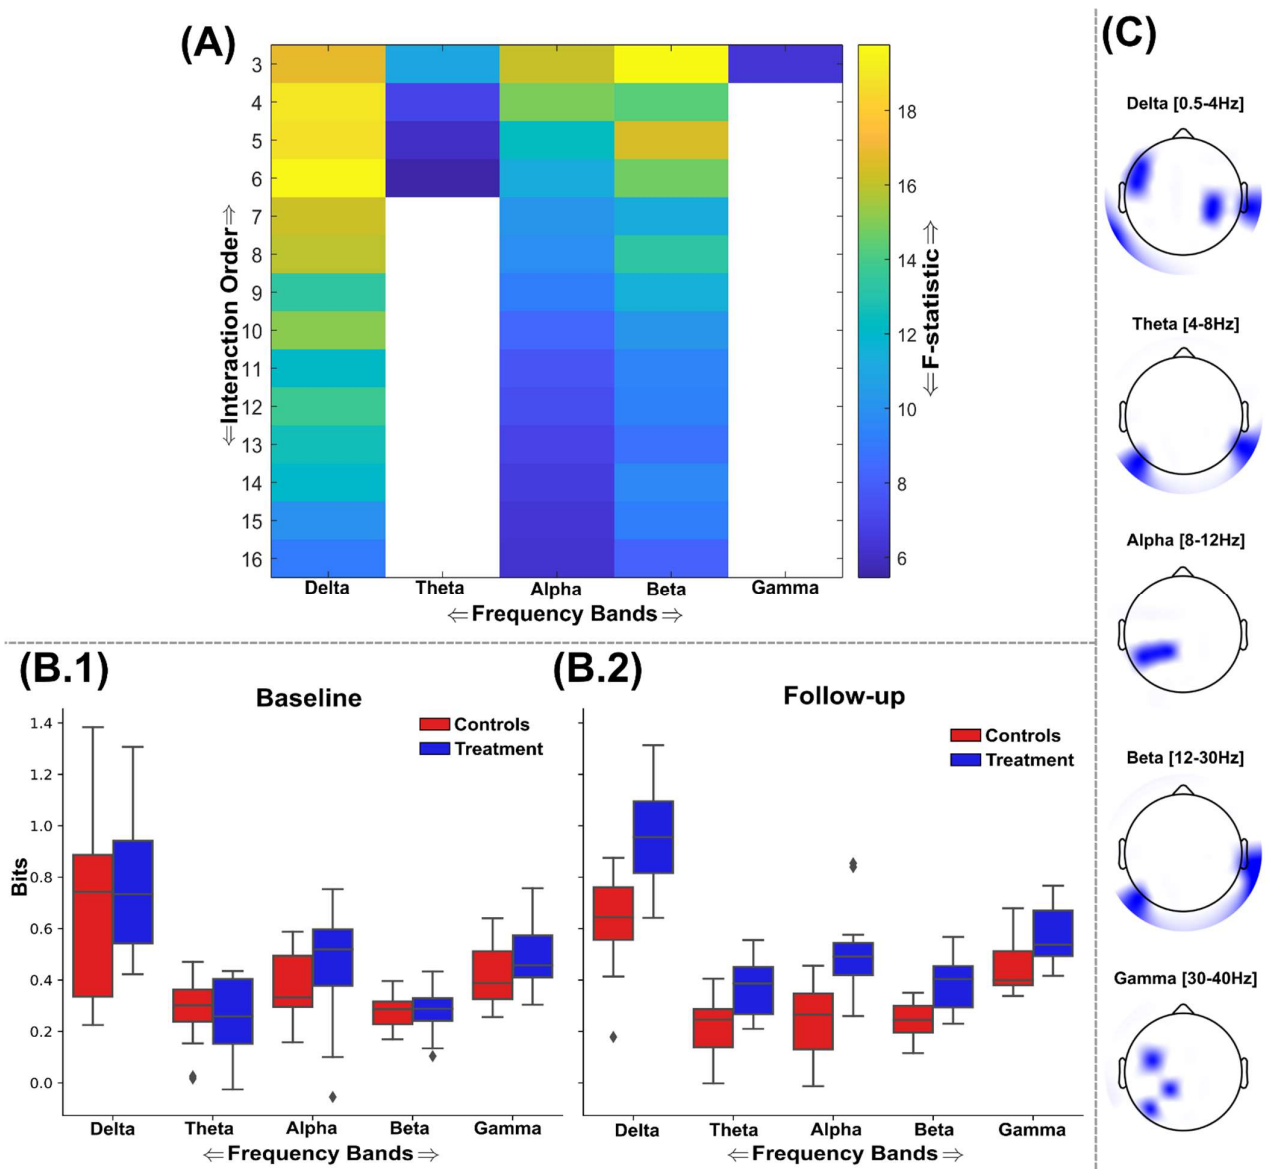 (A)
3
4
5
6
7
8
9
10
11
12
13
14
15
16
⇐Interaction Order⇒
Delta Theta Alpha Beta Gamma
⇐Frequency Bands⇒
18
16
14
12
10
8
6
⇐F-statistic⇒
(B.1)
Baseline
Controls
Treatment
1.4
1.2
1.0
0.8
0.6
0.4
0.2
0.0
Bits
Delta Theta Alpha Beta Gamma
⇐Frequency Bands⇒
(B.2)
Follow-up
Controls
Treatment
Delta Theta Alpha Beta Gamma
⇐Frequency Bands⇒
(C)
Delta [0.5-4Hz]
Theta [4-8Hz]
Alpha [8-12Hz]
Beta [12-30Hz]
Gamma [30-40Hz]